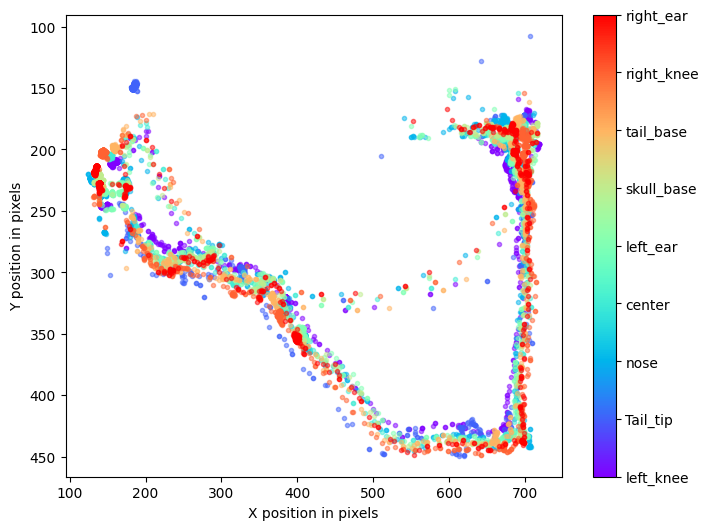 100
150
200
250
300
350
400
450
Y position in pixels
100
200
300
400
500
600
700
X position in pixels
right_ear
right_knee
tail_base
skull_base
left_ear
center
nose
Tail_tip
left_knee